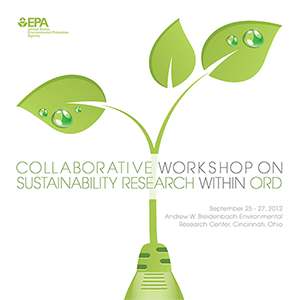 EPA
United States
Environmental Protection
Agency
COLLABORATIVE WORKSHOP ON
SUSTAINABILITY RESEARCH WITHIN ORD
September 25 - 27, 2012
Andrew W. Breidenbach Environmental
Research Center, Cincinnati, Ohio